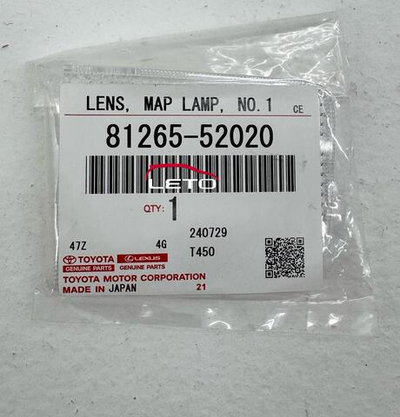 LENS, MAP LAMP, NO.1 CE
81265-52020
LETO
QTY: 1
240729
47Z 4G T450
TOYOTA LEXUS
GENUINE PARTS GENUINE PARTS
TOYOTA MOTOR CORPORATION
MADE IN JAPAN 21